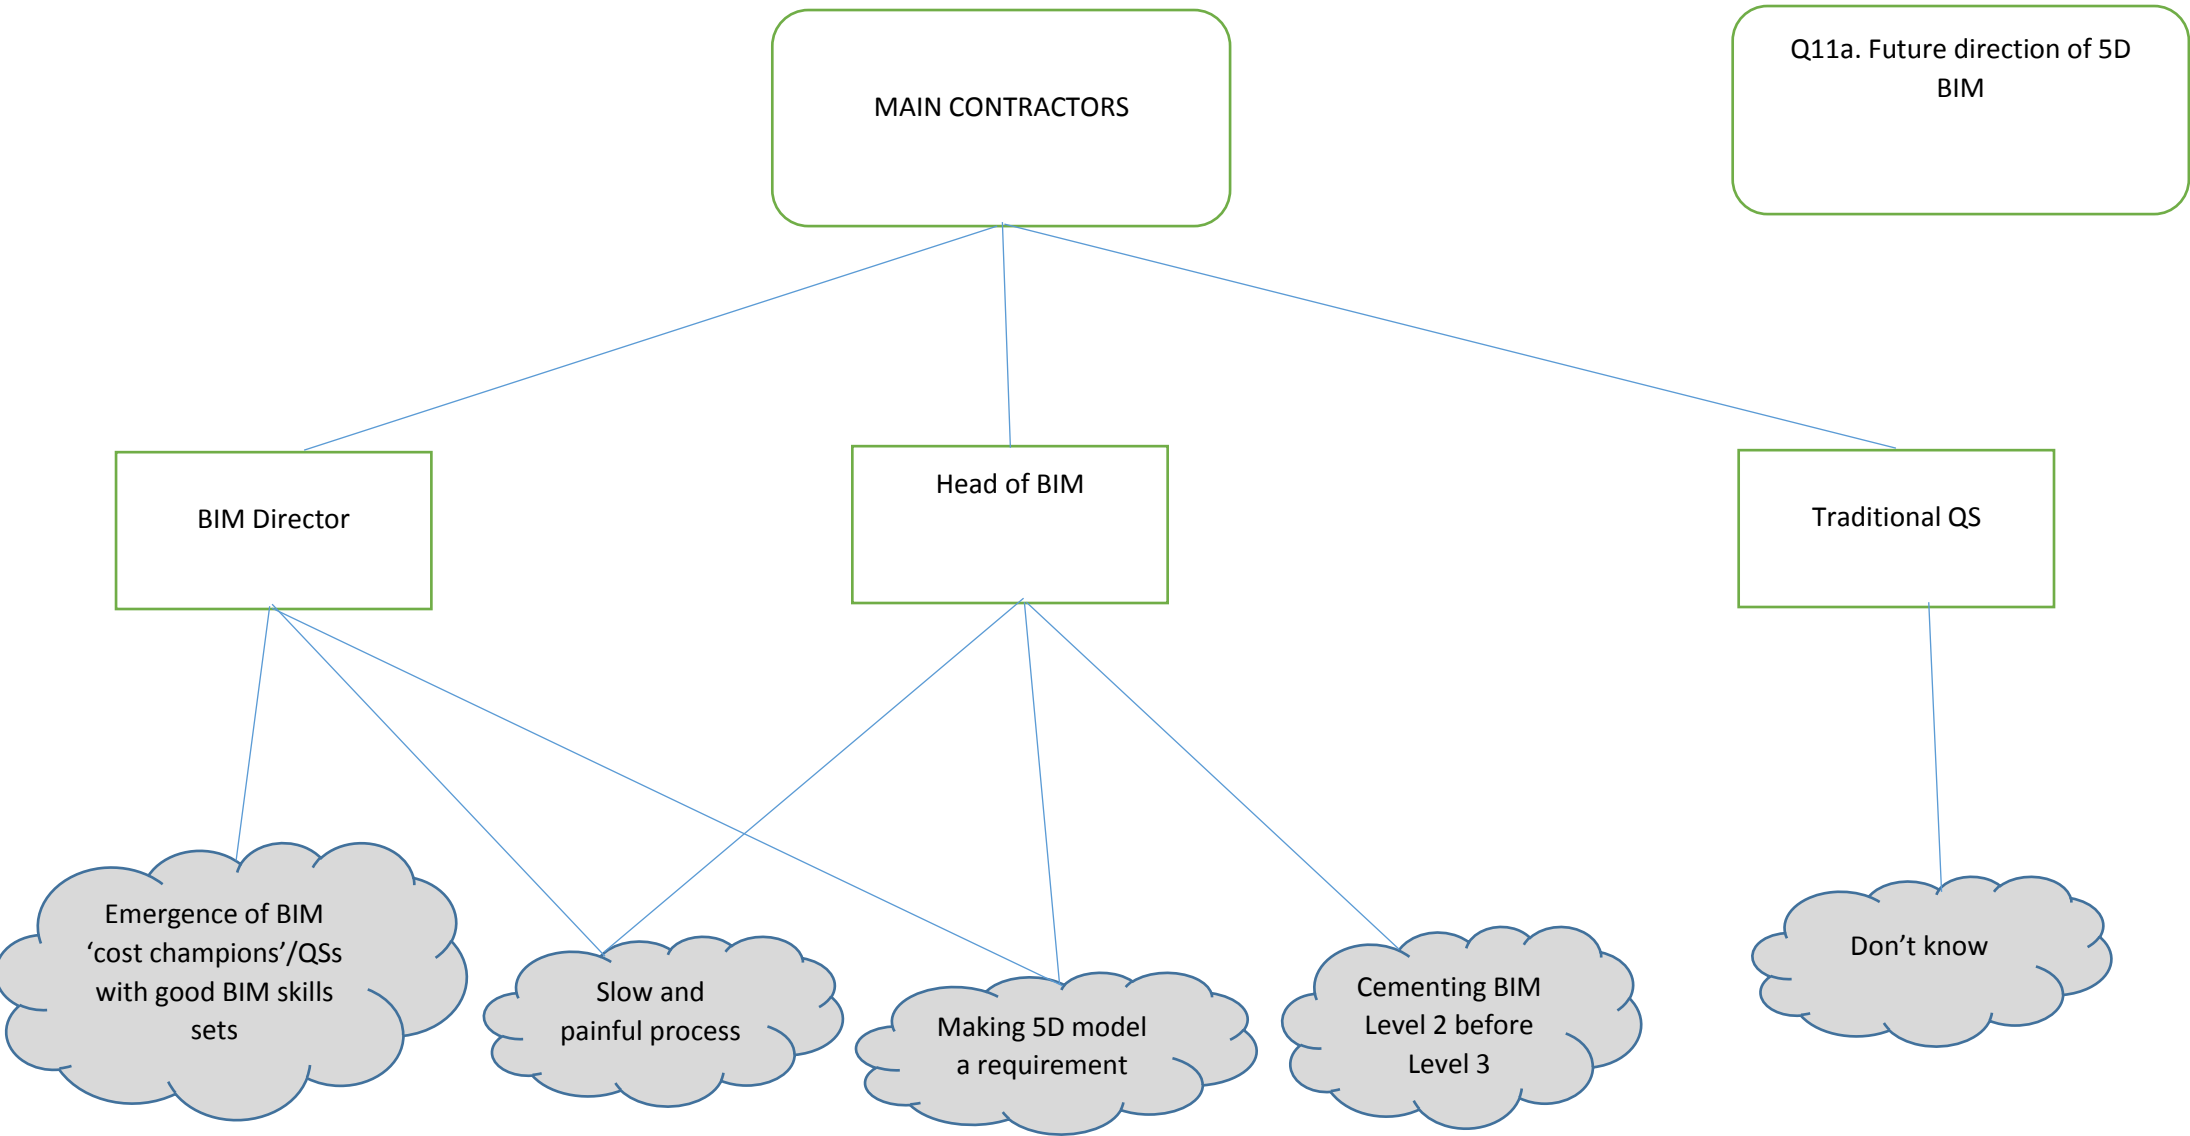 MAIN CONTRACTORS
Q11a. Future direction of 5D
BIM
BIM Director
Head of BIM
Traditional QS
Emergence of BIM
‘cost champions’/QSs
with good BIM skills
sets
Slow and
painful process
Making 5D model
a requirement
Cementing BIM
Level 2 before
Level 3
Don’t know